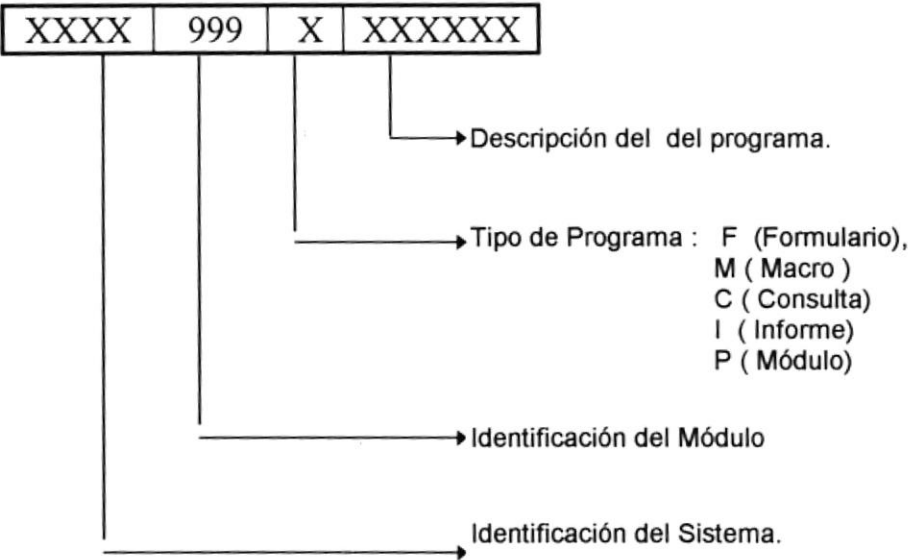 XXXX 999 X XXXXXX
Descripción del del programa.
Tipo de Programa : F (Formulario),
M ( Macro )
C ( Consulta)
I ( Informe)
P ( Módulo)
Identificación del Módulo
Identificación del Sistema.